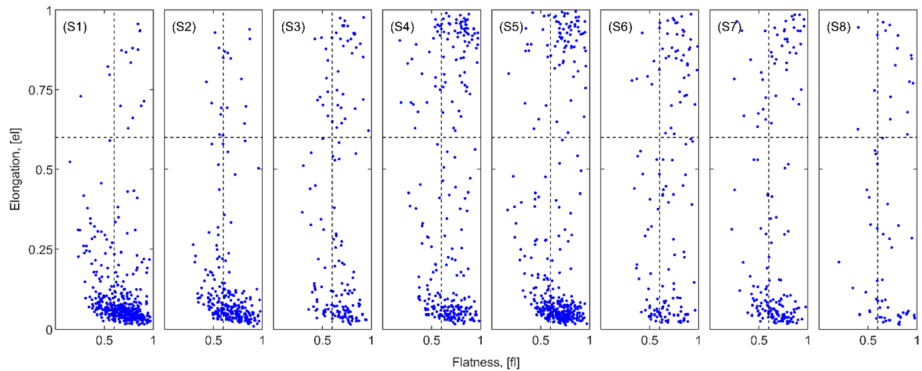 (S1) (S2) (S3) (S4) (S5) (S6) (S7) (S8)
1
0.75
0.5
0.25
0
Elongation, [el]
0.5 1 0.5 1 0.5 1 0.5 1 0.5 1 0.5 1 0.5 1 0.5 1
Flatness, [fl]